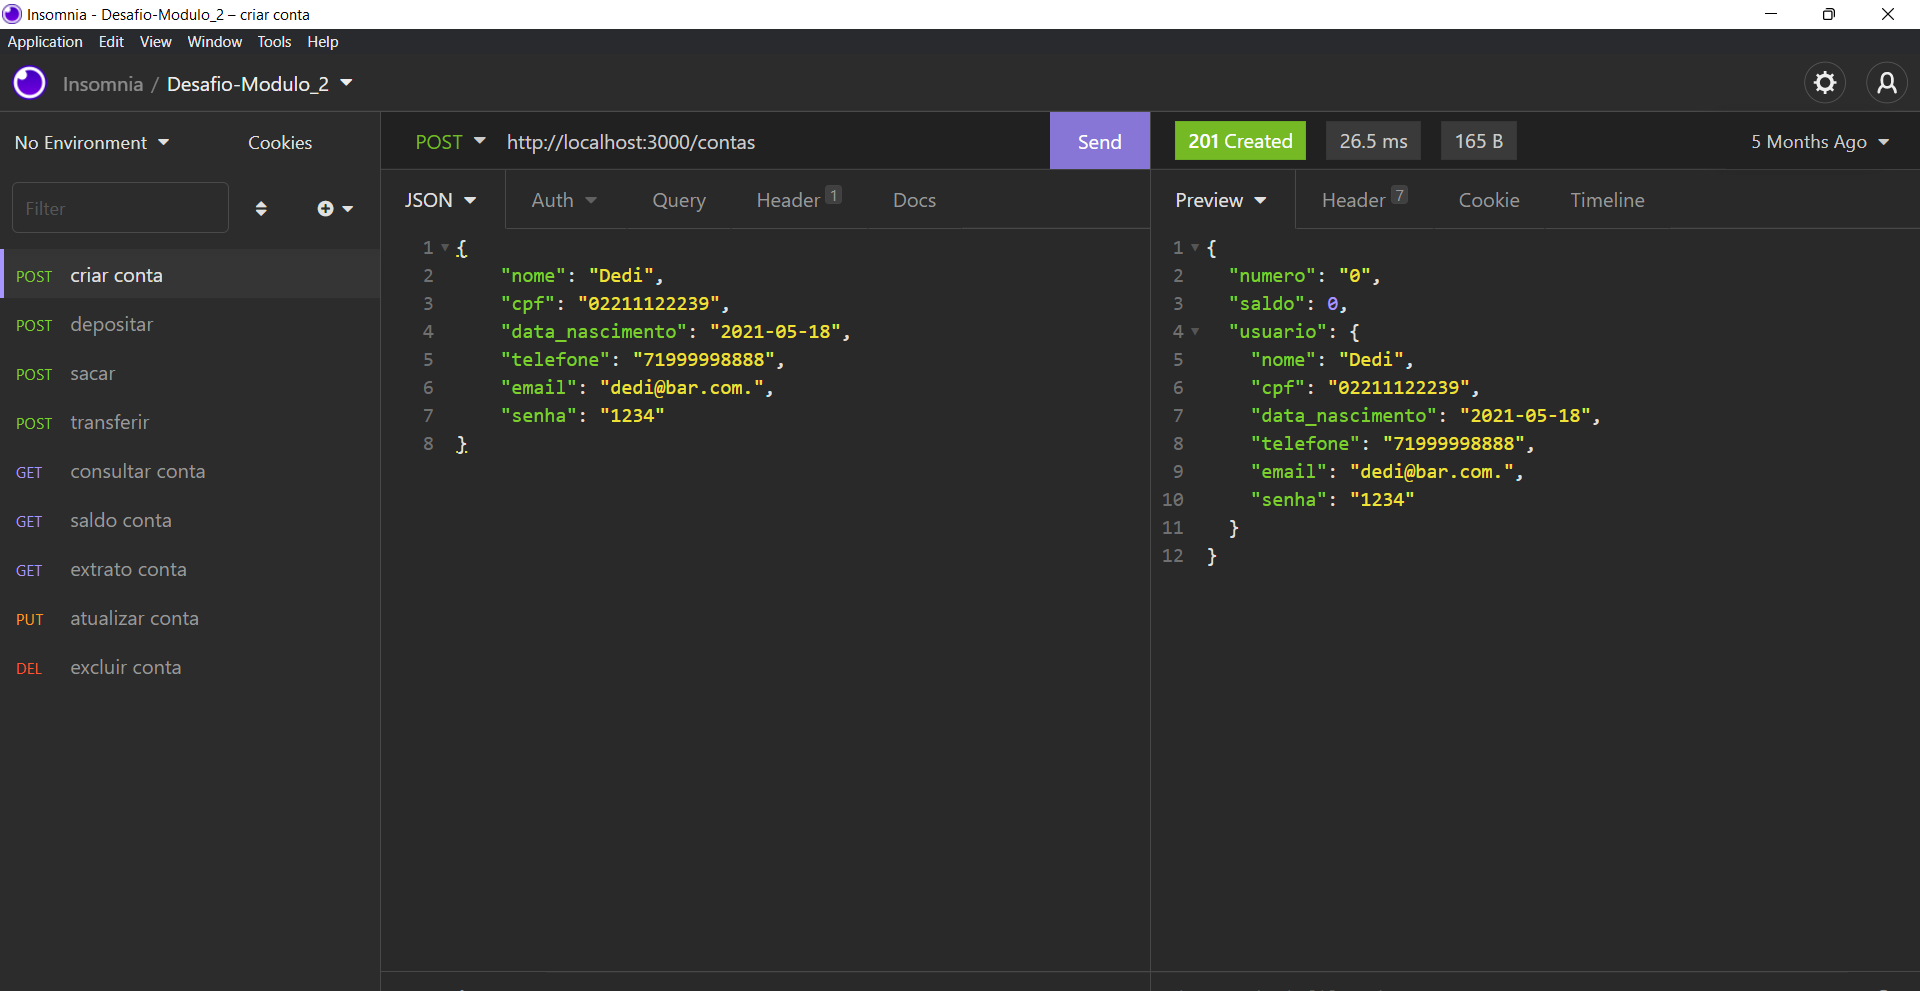 Insomnia - Desafio-Modulo_2 – criar conta
Application Edit View Window Tools Help
Insomnia / Desafio-Modulo_2
No Environment Cookies
Filter
POST criar conta
POST depositar
POST sacar
POST transferir
GET consultar conta
GET saldo conta
GET extrato conta
PUT atualizar conta
DEL excluir conta
POST http://localhost:3000/contas Send
JSON Auth Query Header 1 Docs
1 {
2 "nome": "Dedi",
3 "cpf": "02211122239",
4 "data_nascimento": "2021-05-18",
5 "telefone": "71999998888",
6 "email": "dedi@bar.com.",
7 "senha": "1234"
8 }
201 Created 26.5 ms 165 B 5 Months Ago
Preview Header 7 Cookie Timeline
1 {
2 "numero": "0",
3 "saldo": 0,
4 "usuario": {
5 "nome": "Dedi",
6 "cpf": "02211122239",
7 "data_nascimento": "2021-05-18",
8 "telefone": "71999998888",
9 "email": "dedi@bar.com.",
10 "senha": "1234"
11 }
12 }